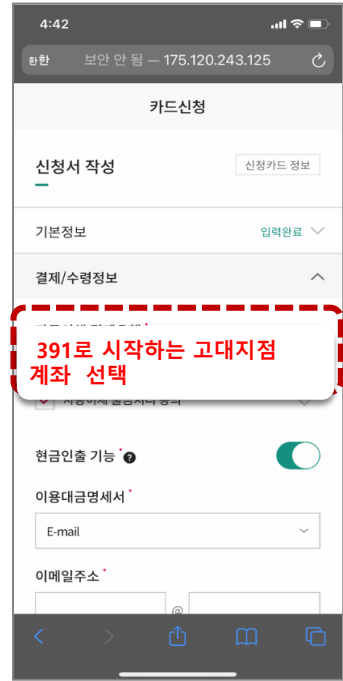 4:42
가가 보안 안 됨 — 175.120.243.125
카드신청
신청서 작성 신청카드 정보
기본정보 입력완료
결제/수령정보
391로 시작하는 고대지점
계좌 선택
현금인출 기능 * ?
이용대금명세서 *
E-mail
이메일주소 *
@